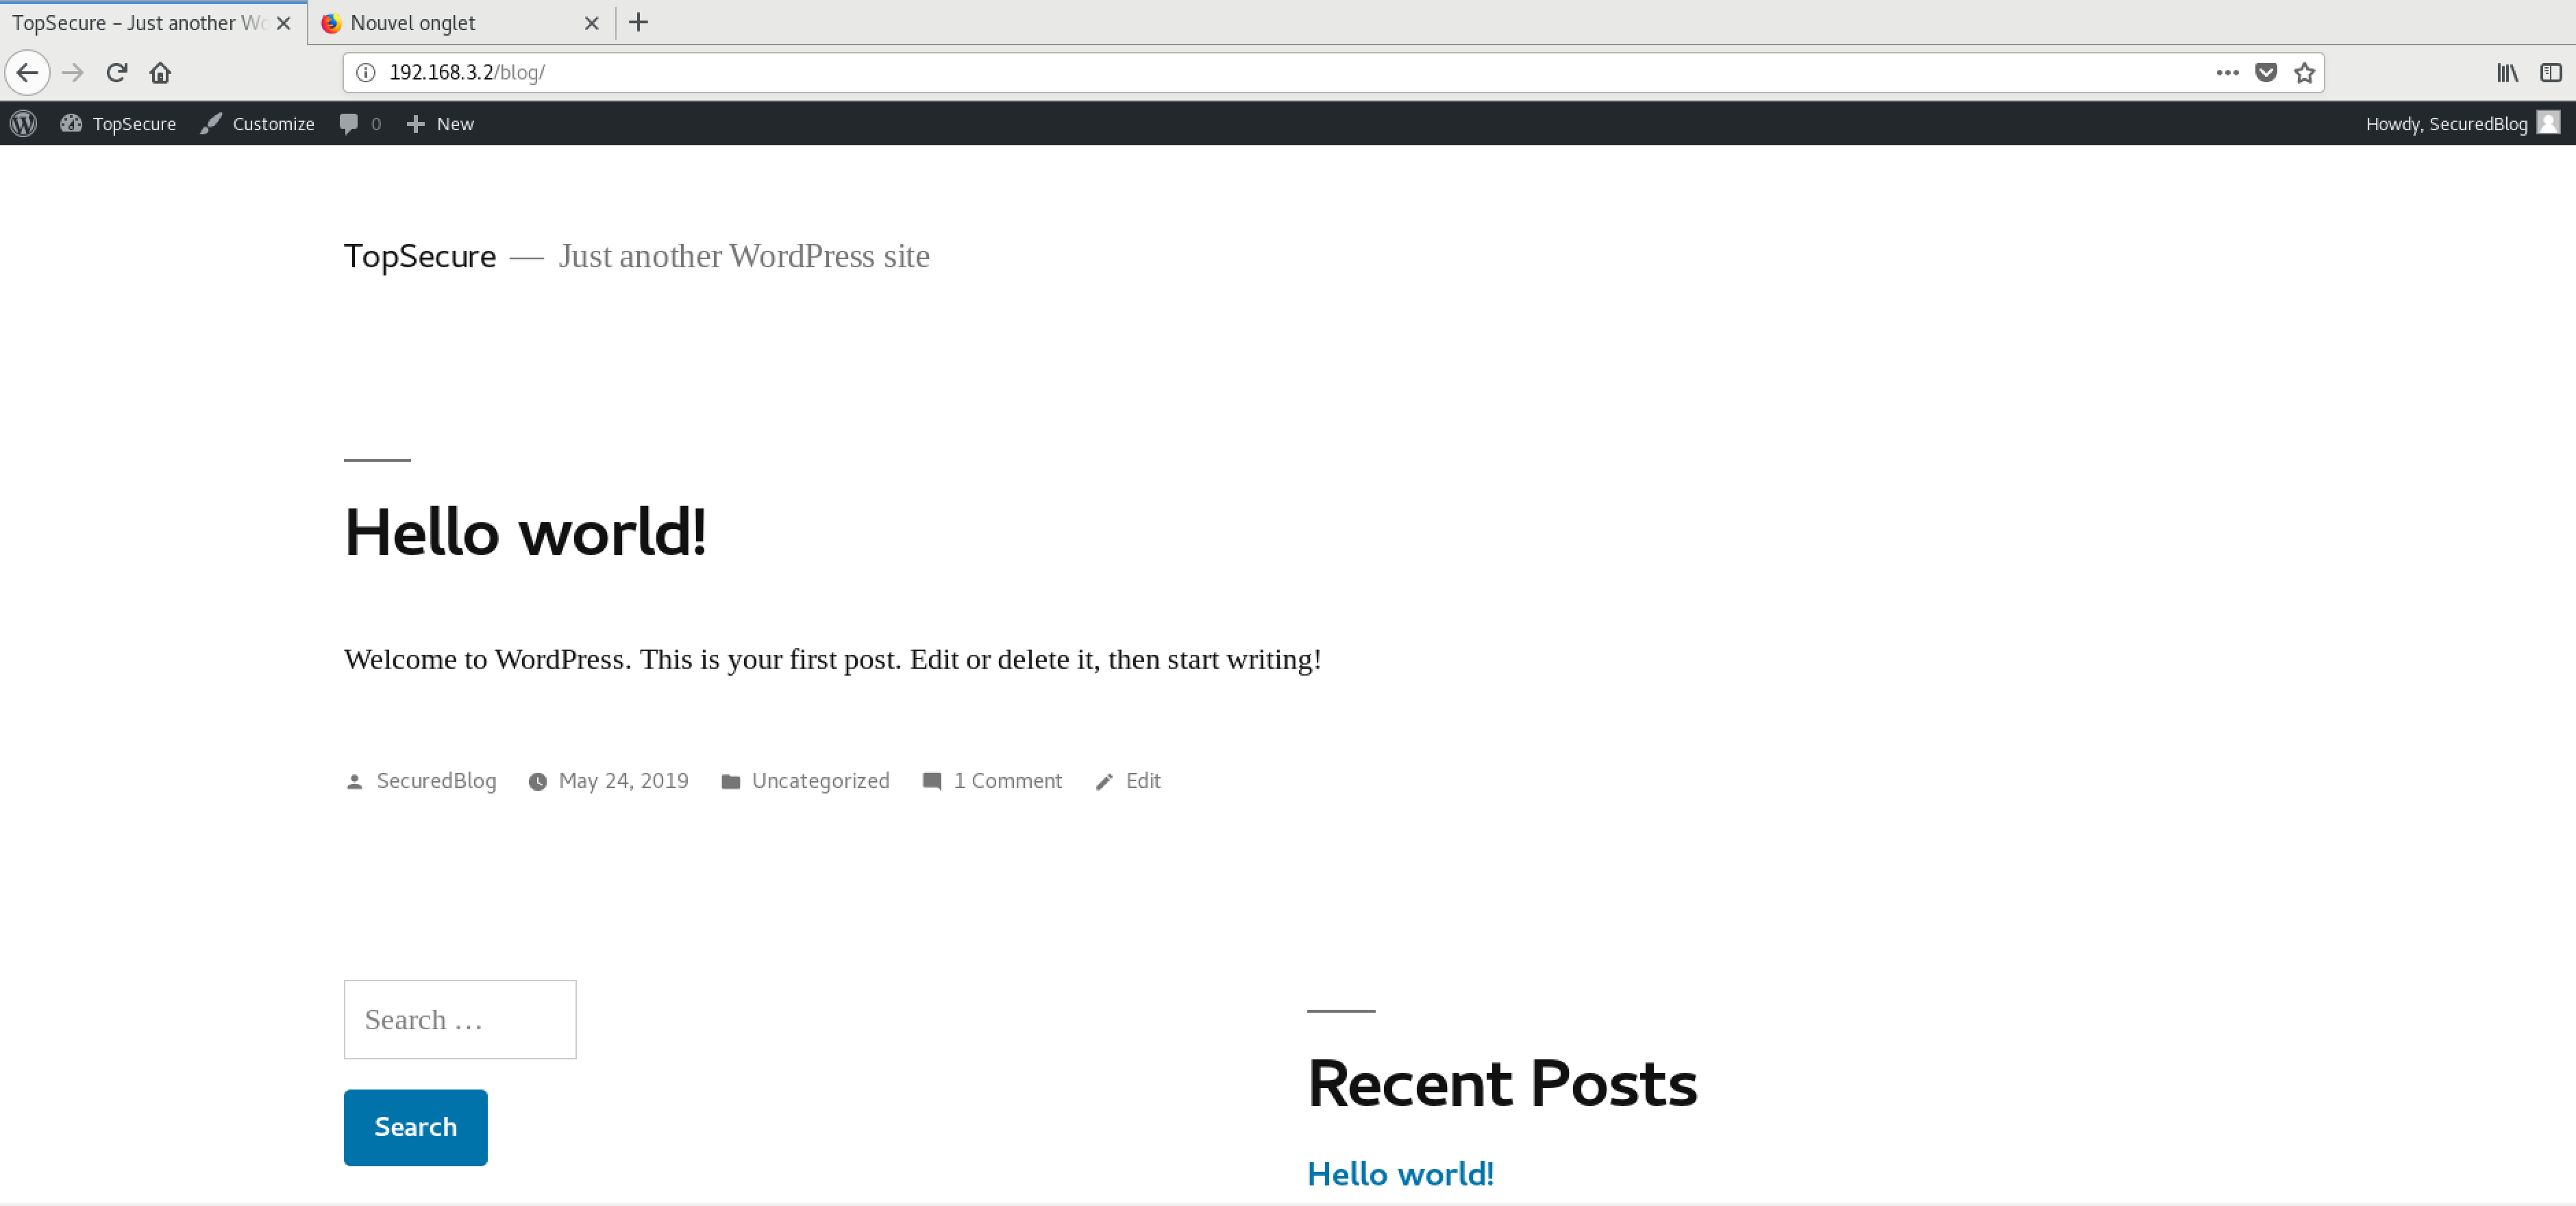 TopSecure – Just another Wo
Nouvel onglet
192.168.3.2/blog/
TopSecure Customize 0 New Howdy, SecuredBlog
TopSecure — Just another WordPress site
Hello world!
Welcome to WordPress. This is your first post. Edit or delete it, then start writing!
SecuredBlog May 24, 2019 Uncategorized 1 Comment Edit
Search …
Search
Recent Posts
Hello world!